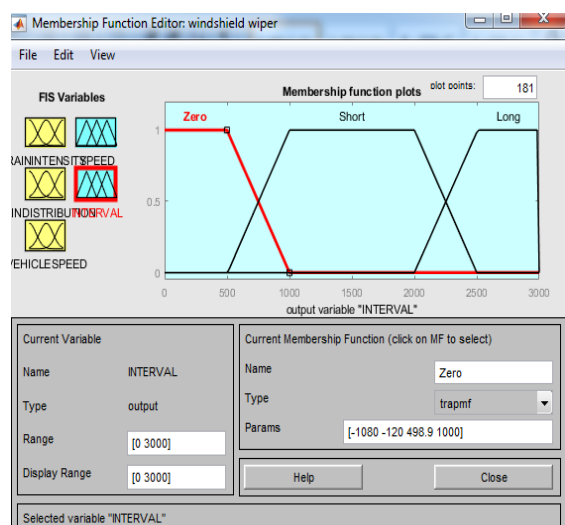 Membership Function Editor: windshield wiper
File Edit View
FIS Variables
Membership function plots
plot points: 181
Zero Short Long
1
0.5
0
0 500 1000 1500 2000 2500 3000
output variable "INTERVAL"
SPEED
INTERVAL
VEHICLESPEED
Current Variable
Name INTERVAL
Type output
Range [0 3000]
Display Range [0 3000]
Current Membership Function (click on MF to select)
Name Zero
Type trapmf
Params [-1080 -120 498.9 1000]
Help Close
Selected variable "INTERVAL"